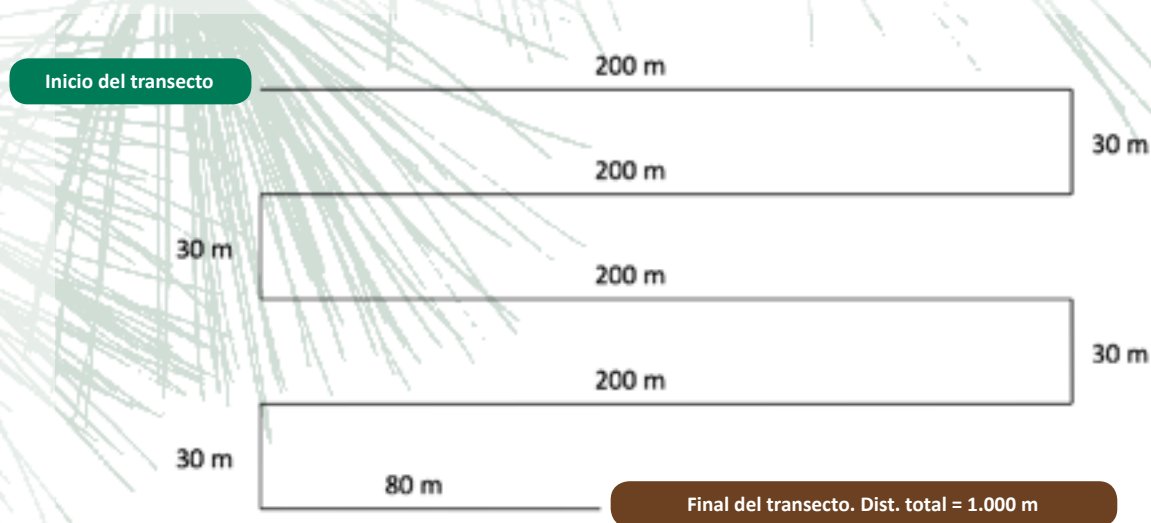 Inicio del transecto
200 m
30 m
200 m
30 m
200 m
30 m
200 m
30 m
80 m
Final del transecto. Dist. total = 1.000 m